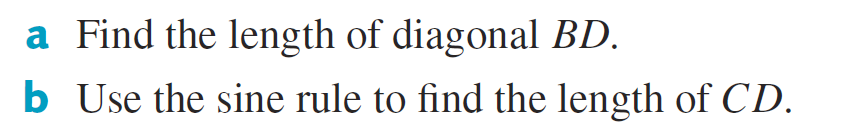 a Find the length of diagonal BD.
b Use the sine rule to find the length of CD.